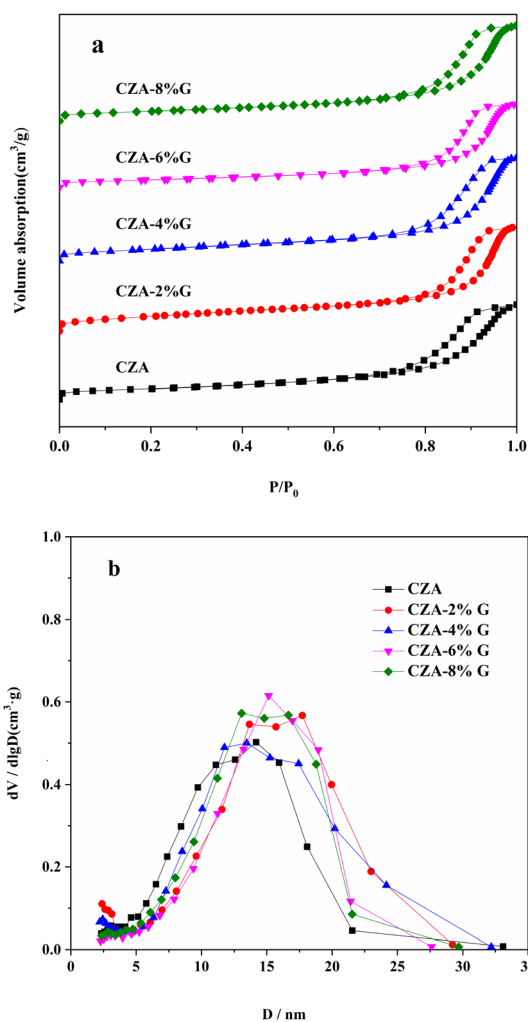 a
CZA-8%G
CZA-6%G
CZA-4%G
CZA-2%G
CZA
Volume absorption(cm³/g)
0.0 0.2 0.4 0.6 0.8 1.0
P/P₀
b
CZA
CZA-2% G
CZA-4% G
CZA-6% G
CZA-8% G
dV / dlgD(cm³·g)
1.0
0.8
0.6
0.4
0.2
0.0
0 5 10 15 20 25 30 35
D / nm